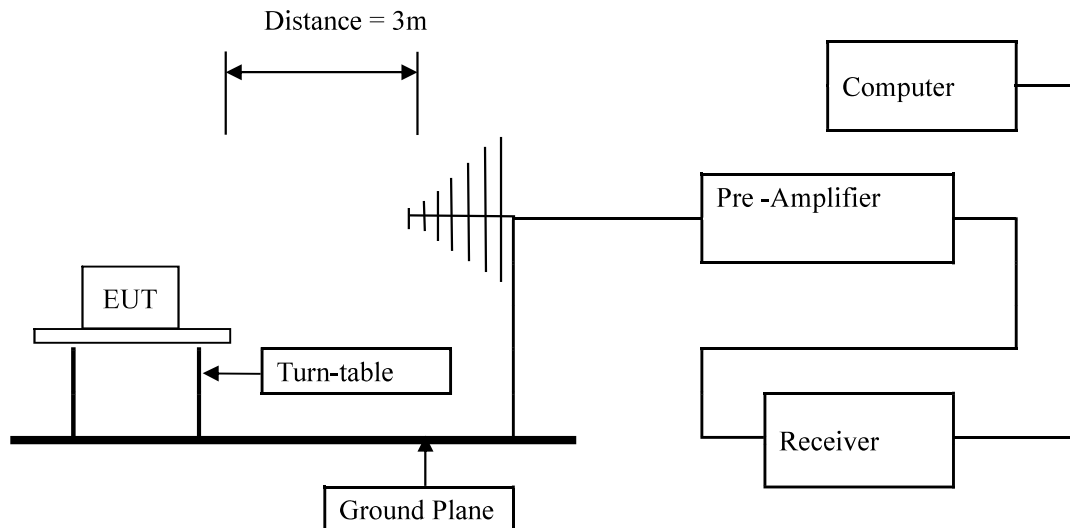 Distance = 3m
Computer
Pre -Amplifier
EUT
Turn-table
Receiver
Ground Plane